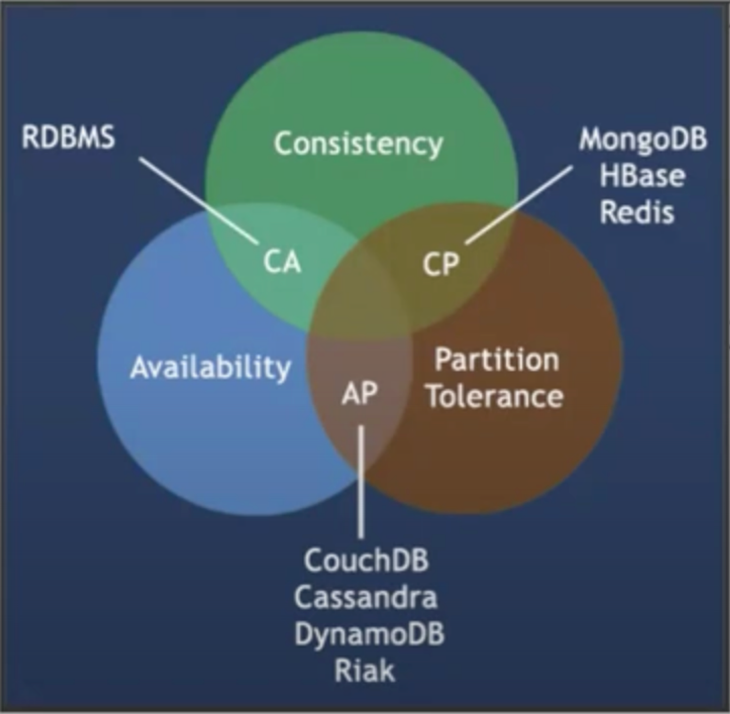 RDBMS
Consistency
MongoDB
HBase
Redis
CA
CP
Availability
Partition
Tolerance
AP
CouchDB
Cassandra
DynamoDB
Riak